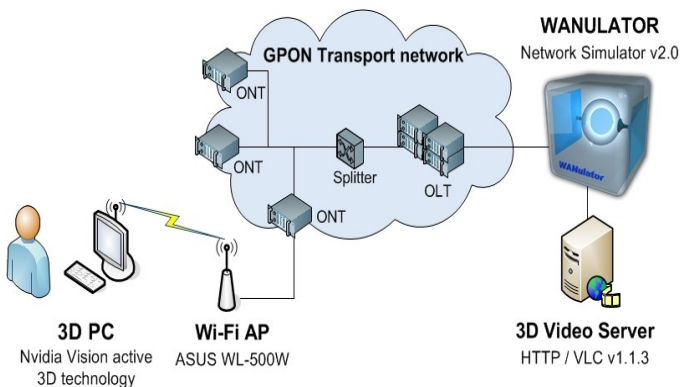 WANULATOR
Network Simulator v2.0
GPON Transport network
ONT
ONT
Splitter
OLT
ONT
WANulator
3D PC
Nvidia Vision active
3D technology
Wi-Fi AP
ASUS WL-500W
3D Video Server
HTTP / VLC v1.1.3